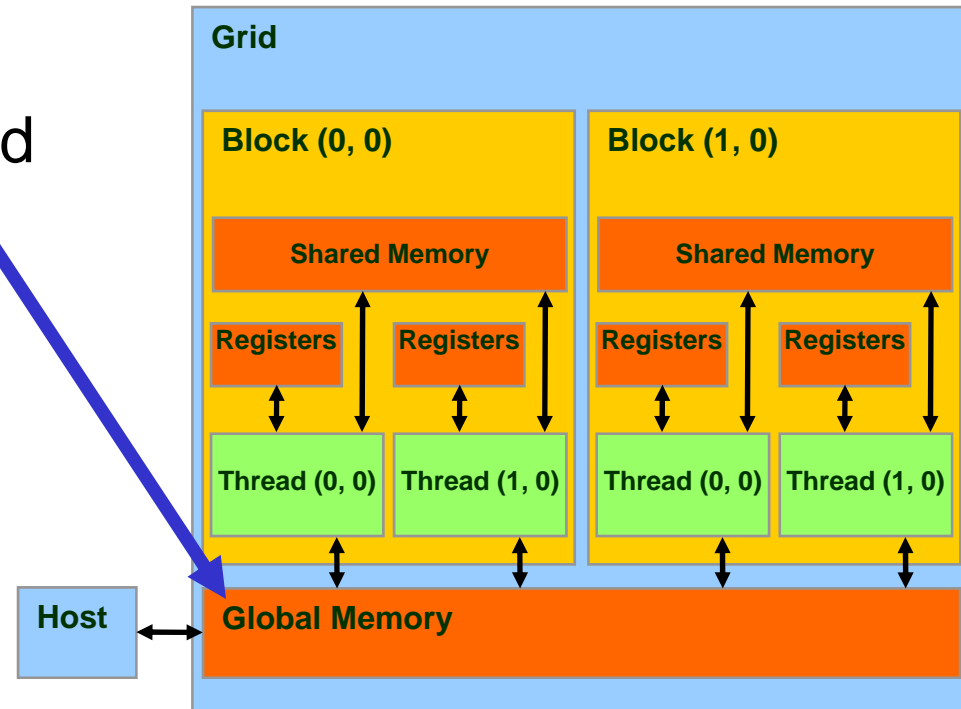 Grid
d
Block (0, 0)
Block (1, 0)
Shared Memory
Shared Memory
Registers
Registers
Registers
Registers
Thread (0, 0)
Thread (1, 0)
Thread (0, 0)
Thread (1, 0)
Host
Global Memory